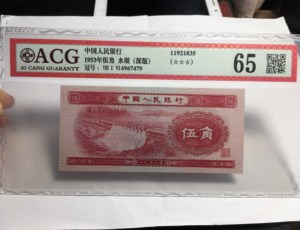 ACG
AI CANG GUARANTY
中国人民银行
1953年伍角 水坝（深版）
11921835
(☆☆☆)
65
中国人民银行
伍角